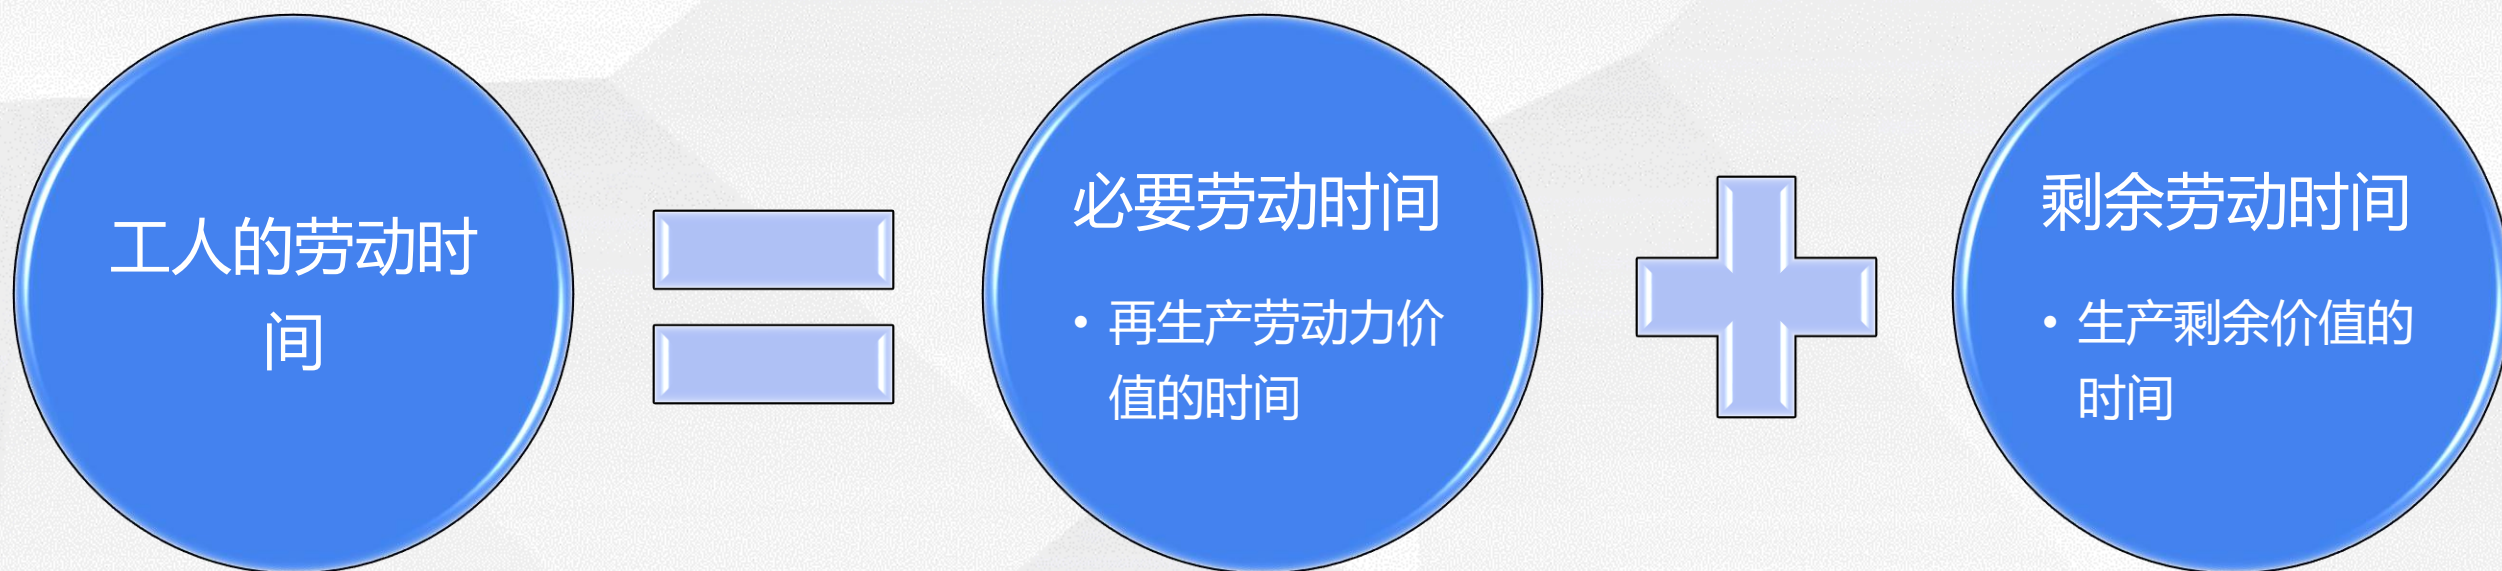 工人的劳动时
间
必要劳动时间
• 再生产劳动力价
值的时间
剩余劳动时间
• 生产剩余价值的
时间